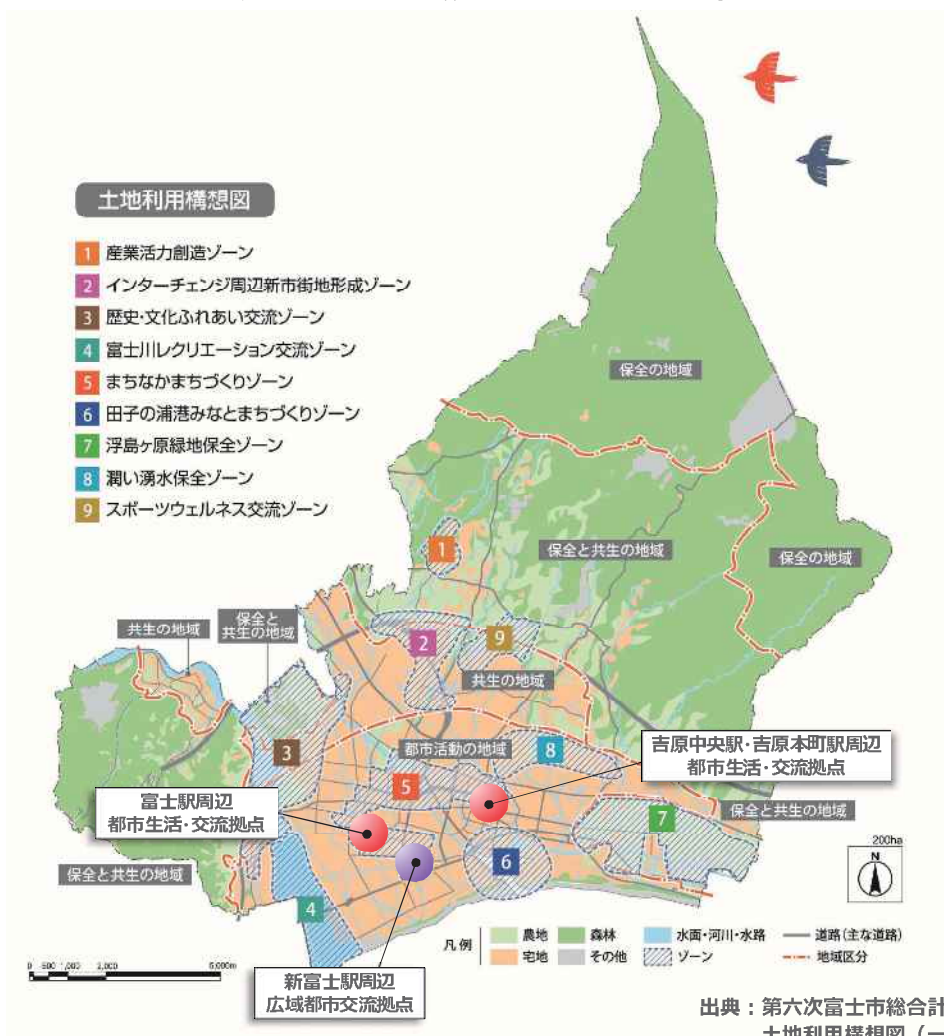 土地利用構想図
1 産業活力創造ゾーン
2 インターチェンジ周辺新市街地形成ゾーン
3 歴史・文化ふれあい交流ゾーン
4 富士川レクリエーション交流ゾーン
5 まちなかまちづくりゾーン
6 田子の浦港みなとまちづくりゾーン
7 浮島ヶ原緑地保全ゾーン
8 潤い湧水保全ゾーン
9 スポーツウェルネス交流ゾーン
保全の地域
1
保全と共生の地域
保全の地域
保全と
共生の地域
共生の地域
2
9
共生の地域
3
都市活動の地域
8
吉原中央駅・吉原本町駅周辺
都市生活・交流拠点
5
富士駅周辺
都市生活・交流拠点
7
保全と共生の地域
6
保全と共生の地域
4
200ha
N
凡例
農地
森林
水面・河川・水路
道路(主な道路)
宅地
その他
ゾーン
地域区分
0 500 1,000 2,000 5,000m
新富士駅周辺
広域都市交流拠点
出典：第六次富士市総合計
土地利用構想図（一